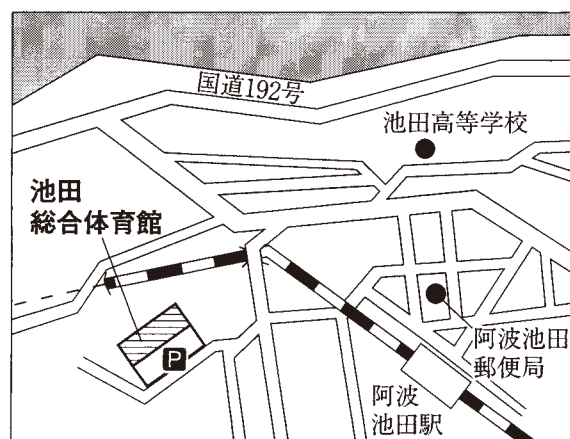 国道192号
池田高等学校
池田
総合体育館
P
阿波池田
郵便局
阿波
池田駅